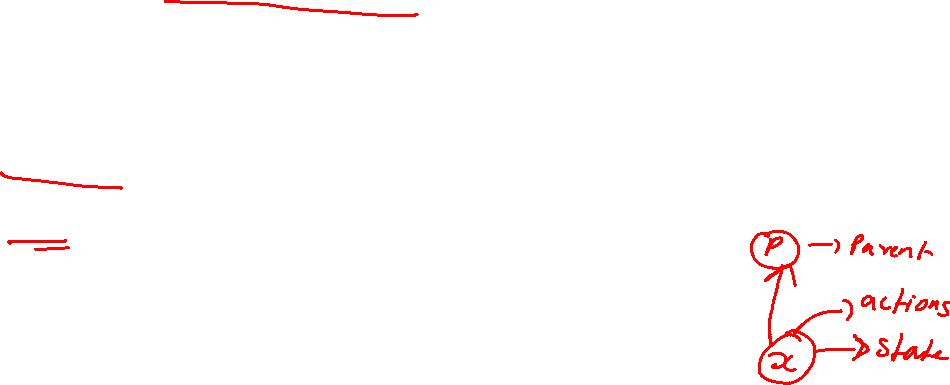 P → Parent
→ actions
x → State